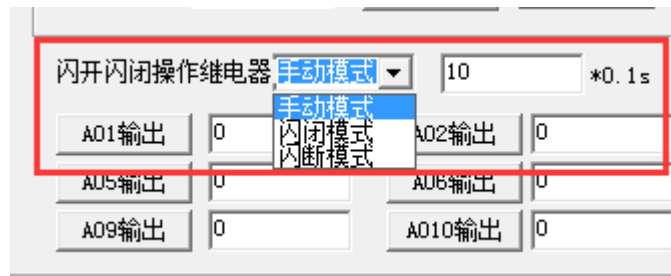 闪开闪闭操作继电器 手动模式 10 *0.1s
手动模式
闪闭模式
闪断模式
A01输出 0 A02输出 0
A05输出 0 A06输出 0
A09输出 0 A010输出 0